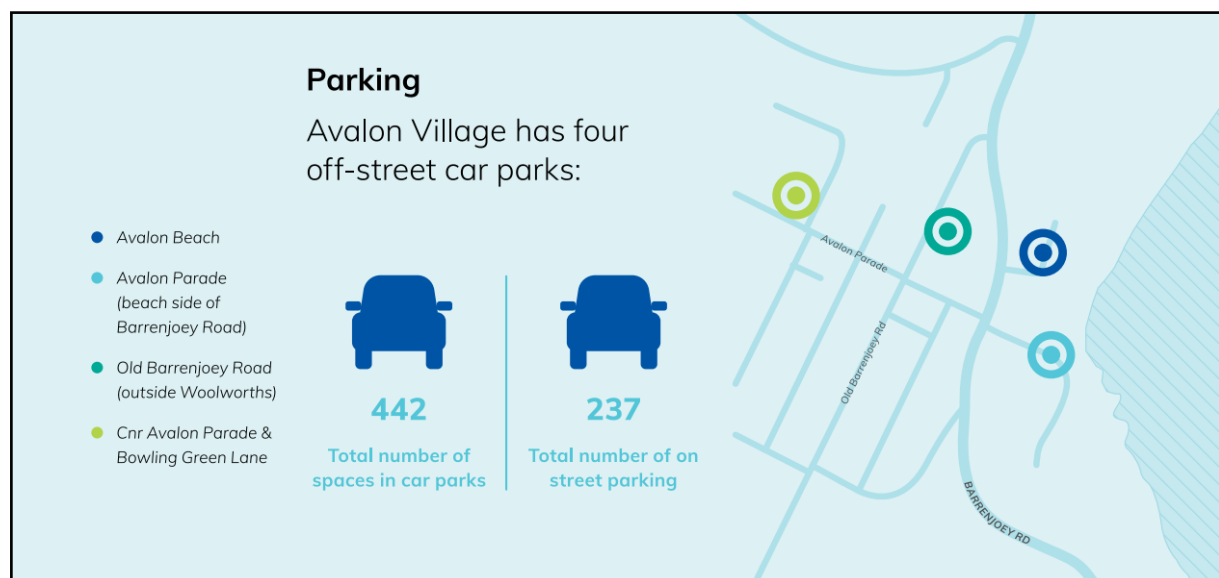 Parking
Avalon Village has four
off-street car parks:
Avalon Beach
Avalon Parade
(beach side of
Barrenjoey Road)
Old Barrenjoey Road
(outside Woolworths)
Cnr Avalon Parade &
Bowling Green Lane
442
Total number of
spaces in car parks
237
Total number of on
street parking
Avalon Parade
Old Barrenjoey Rd
BARRENJOEY RD